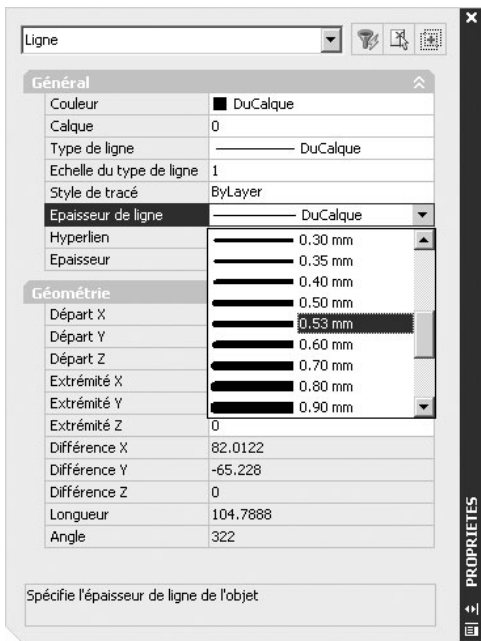 Ligne
Général
Couleur DuCalque
Calque 0
Type de ligne DuCalque
Echelle du type de ligne 1
Style de tracé ByLayer
Epaisseur de ligne DuCalque
Hyperlien
Epaisseur
0.30 mm
0.35 mm
0.40 mm
0.50 mm
0.53 mm
0.60 mm
0.70 mm
0.80 mm
0.90 mm
Géométrie
Départ X
Départ Y
Départ Z
Extrémité X
Extrémité Y
Extrémité Z 0
Différence X 82.0122
Différence Y -65.228
Différence Z 0
Longueur 104.7888
Angle 322
Spécifie l'épaisseur de ligne de l'objet
PROPRIETES